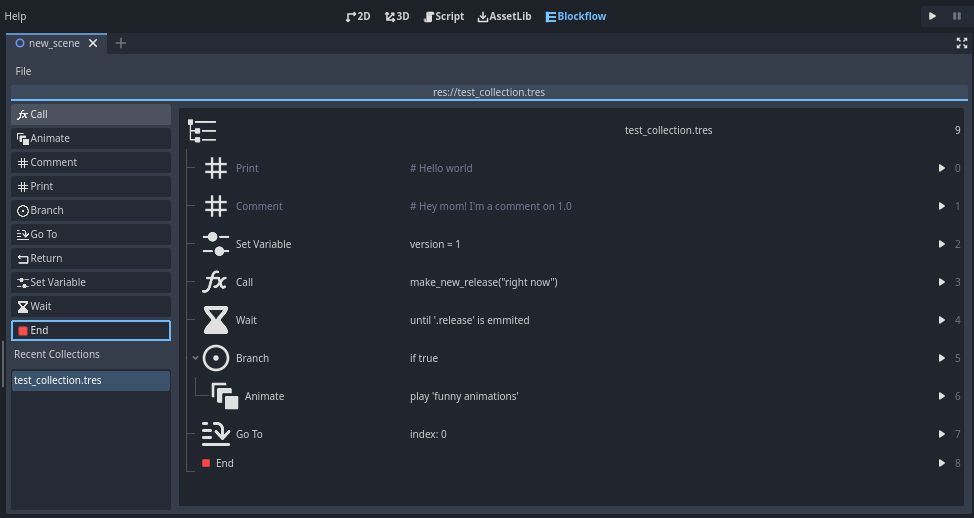 Help 2D 3D Script AssetLib Blockflow
new_scene
File
res://test_collection.tres
Call
Animate
Comment
Print
Branch
Go To
Return
Set Variable
Wait
End
Recent Collections
test_collection.tres
test_collection.tres 9
Print # Hello world 0
Comment # Hey mom! I'm a comment on 1.0 1
Set Variable version = 1 2
Call make_new_release("right now") 3
Wait until '.release' is emmited 4
Branch if true 5
Animate play 'funny animations' 6
Go To index: 0 7
End 8